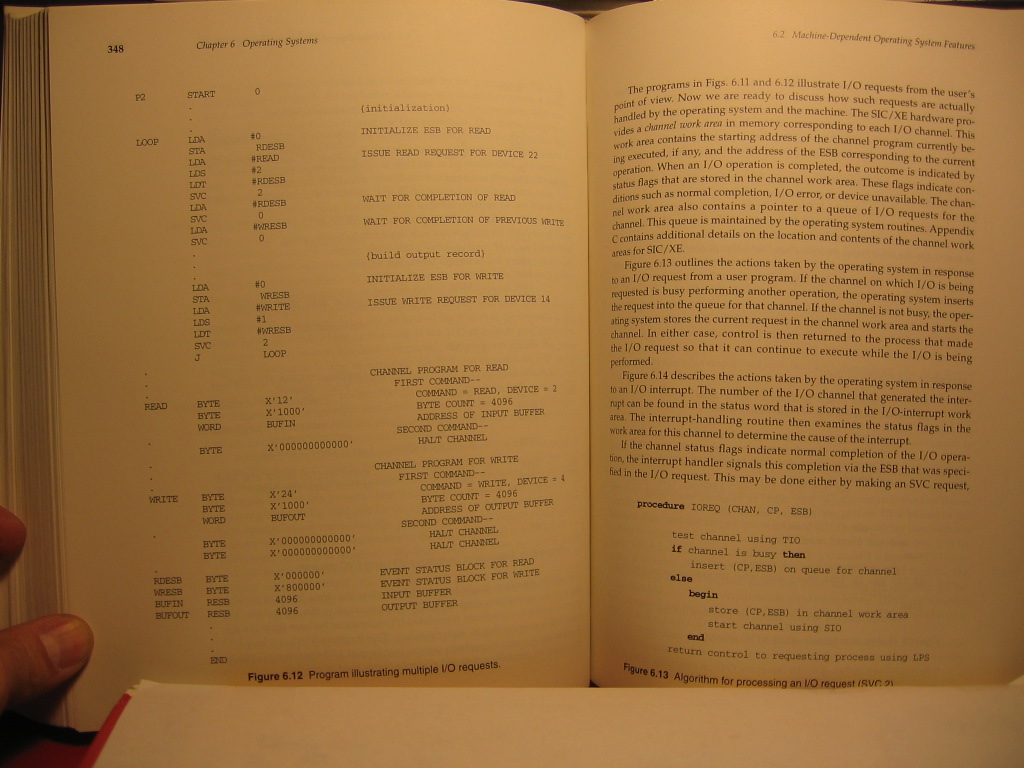 348 Chapter 6 Operating Systems
P2 START 0
.
. (initialization)
.
INITIALIZE ESB FOR READ
LOOP LDA #0
STA RDESB
LDA #READ ISSUE READ REQUEST FOR DEVICE 22
LDS #2
LDT #RDESB
SVC 2
LDA #RDESB WAIT FOR COMPLETION OF READ
SVC 0
LDA #WRESB WAIT FOR COMPLETION OF PREVIOUS WRITE
SVC 0
.
. (build output record)
.
LDA #0 INITIALIZE ESB FOR WRITE
STA WRESB
LDA #WRITE ISSUE WRITE REQUEST FOR DEVICE 14
LDS #1
LDT #WRESB
SVC 2
J LOOP
.
. CHANNEL PROGRAM FOR READ
. FIRST COMMAND--
READ BYTE X'12' COMMAND = READ, DEVICE = 2
BYTE X'1000' BYTE COUNT = 4096
WORD BUFIN ADDRESS OF INPUT BUFFER
. SECOND COMMAND--
BYTE X'000000000000' HALT CHANNEL
.
. CHANNEL PROGRAM FOR WRITE
. FIRST COMMAND--
WRITE BYTE X'24' COMMAND = WRITE, DEVICE = 4
BYTE X'1000' BYTE COUNT = 4096
WORD BUFOUT ADDRESS OF OUTPUT BUFFER
. SECOND COMMAND--
BYTE X'000000000000' HALT CHANNEL
BYTE X'000000000000' HALT CHANNEL
.
RDESB BYTE X'000000' EVENT STATUS BLOCK FOR READ
WRESB BYTE X'800000' EVENT STATUS BLOCK FOR WRITE
BUFIN RESB 4096 INPUT BUFFER
BUFOUT RESB 4096 OUTPUT BUFFER
.
.
.
END
Figure 6.12 Program illustrating multiple I/O requests.
6.2 Machine-Dependent Operating System Features
The programs in Figs. 6.11 and 6.12 illustrate I/O requests from the user's
point of view. Now we are ready to discuss how such requests are actually
handled by the operating system and the machine. The SIC/XE hardware pro-
vides a channel work area in memory corresponding to each I/O channel. This
work area contains the starting address of the channel program currently be-
ing executed, if any, and the address of the ESB corresponding to the current
operation. When an I/O operation is completed, the outcome is indicated by
status flags that are stored in the channel work area. These flags indicate con-
ditions such as normal completion, I/O error, or device unavailable. The chan-
nel work area also contains a pointer to a queue of I/O requests for the
channel. This queue is maintained by the operating system routines. Appendix
C contains additional details on the location and contents of the channel work
areas for SIC/XE.
Figure 6.13 outlines the actions taken by the operating system in response
to an I/O request from a user program. If the channel on which I/O is being
requested is busy performing another operation, the operating system inserts
the request into the queue for that channel. If the channel is not busy, the oper-
ating system stores the current request in the channel work area and starts the
channel. In either case, control is then returned to the process that made
the I/O request so that it can continue to execute while the I/O is being
performed.
Figure 6.14 describes the actions taken by the operating system in response
to an I/O interrupt. The number of the I/O channel that generated the inter-
rupt can be found in the status word that is stored in the I/O-interrupt work
area. The interrupt-handling routine then examines the status flags in the
work area for this channel to determine the cause of the interrupt.
If the channel status flags indicate normal completion of the I/O opera-
tion, the interrupt handler signals this completion via the ESB that was speci-
fied in the I/O request. This may be done either by making an SVC request,
procedure IOREQ (CHAN, CP, ESB)
test channel using TIO
if channel is busy then
insert (CP,ESB) on queue for channel
else
begin
store (CP,ESB) in channel work area
start channel using SIO
end
return control to requesting process using LPS
Figure 6.13 Algorithm for processing an I/O request (SVC 2)